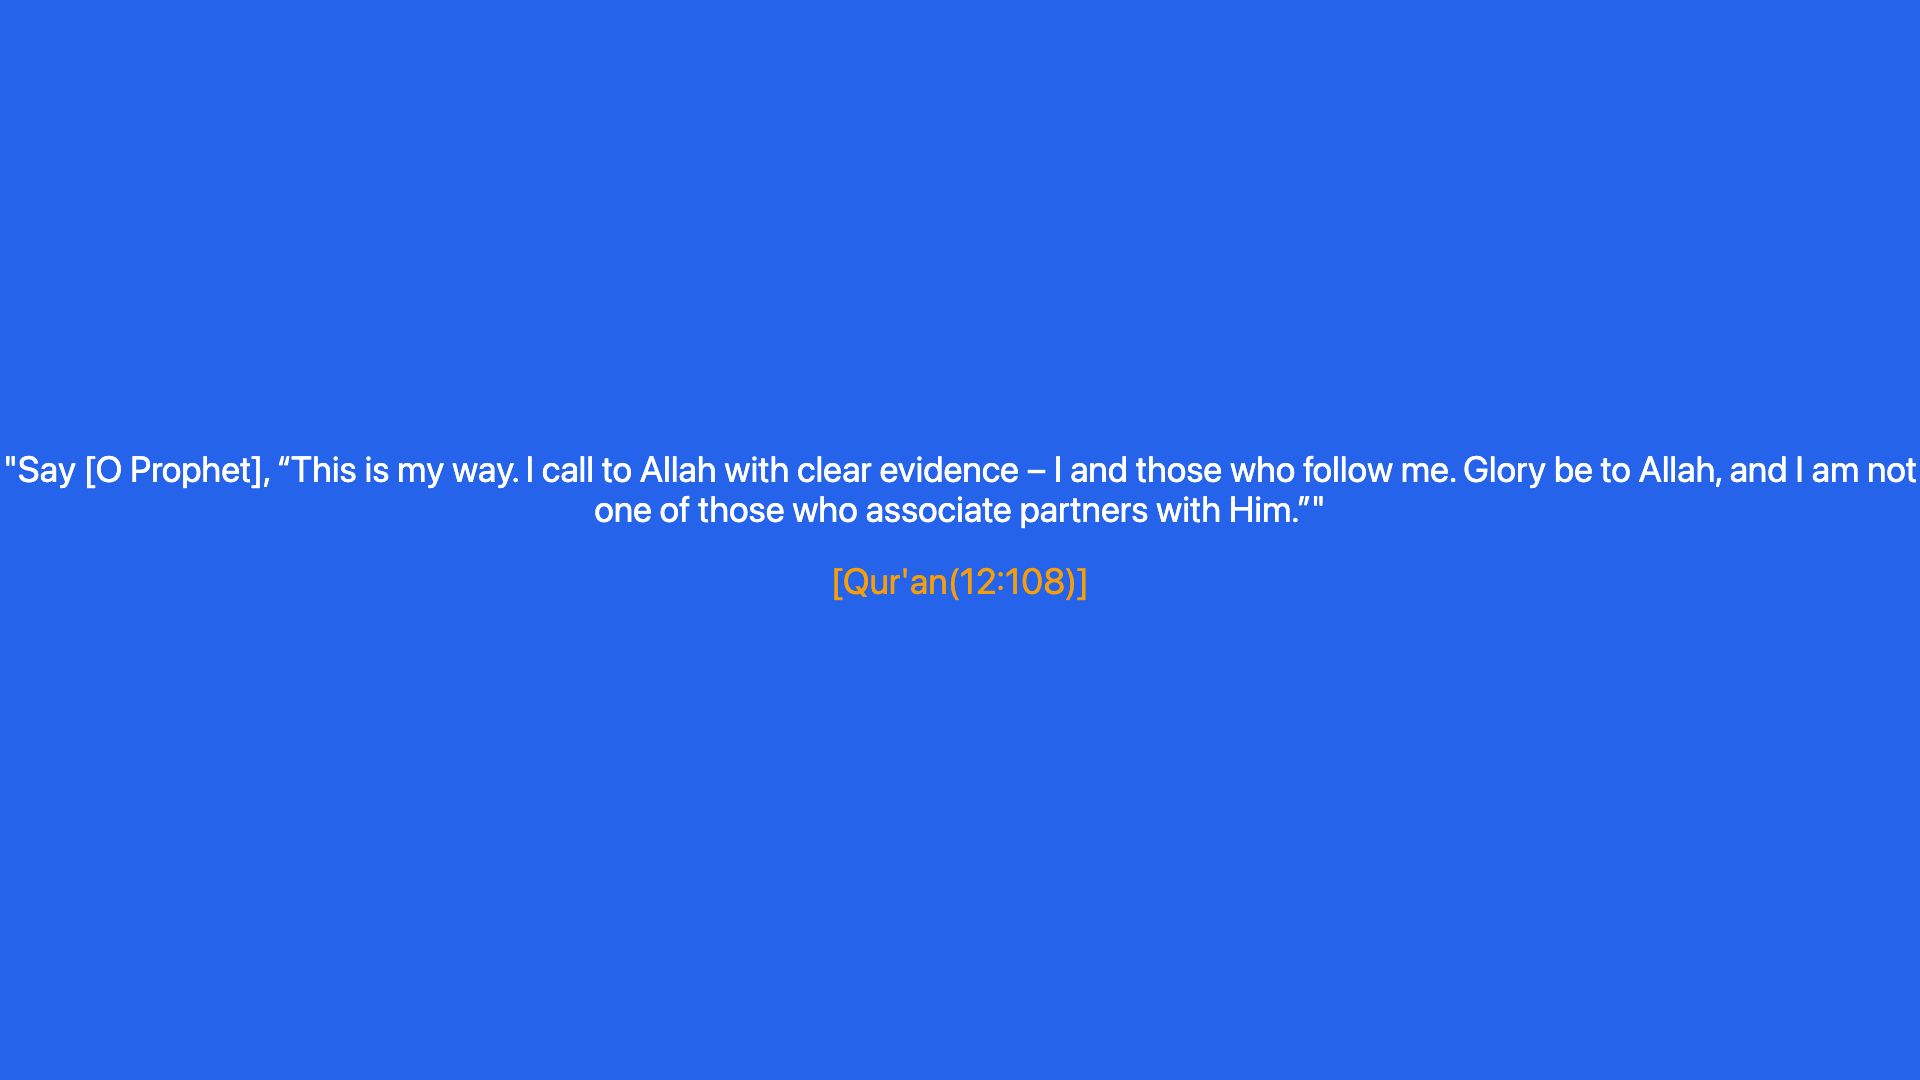 "Say [O Prophet], “This is my way. I call to Allah with clear evidence – I and those who follow me. Glory be to Allah, and I am not
one of those who associate partners with Him.”"
[Qur'an(12:108)]